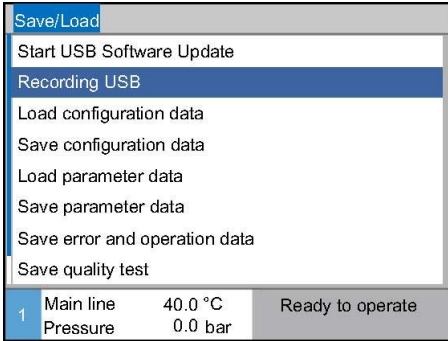 Save/Load
Start USB Software Update
Recording USB
Load configuration data
Save configuration data
Load parameter data
Save parameter data
Save error and operation data
Save quality test
1 Main line 40.0 °C Ready to operate
Pressure 0.0 bar